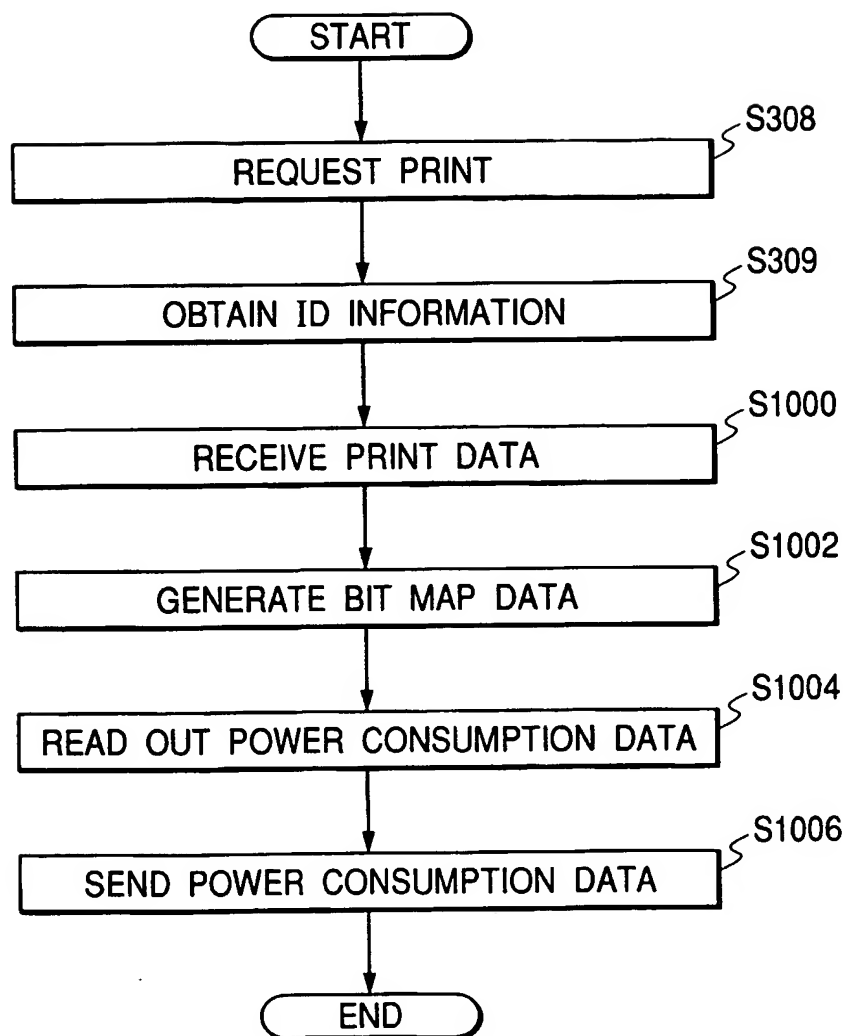 START
S308
REQUEST PRINT
S309
OBTAIN ID INFORMATION
S1000
RECEIVE PRINT DATA
S1002
GENERATE BIT MAP DATA
S1004
READ OUT POWER CONSUMPTION DATA
S1006
SEND POWER CONSUMPTION DATA
END